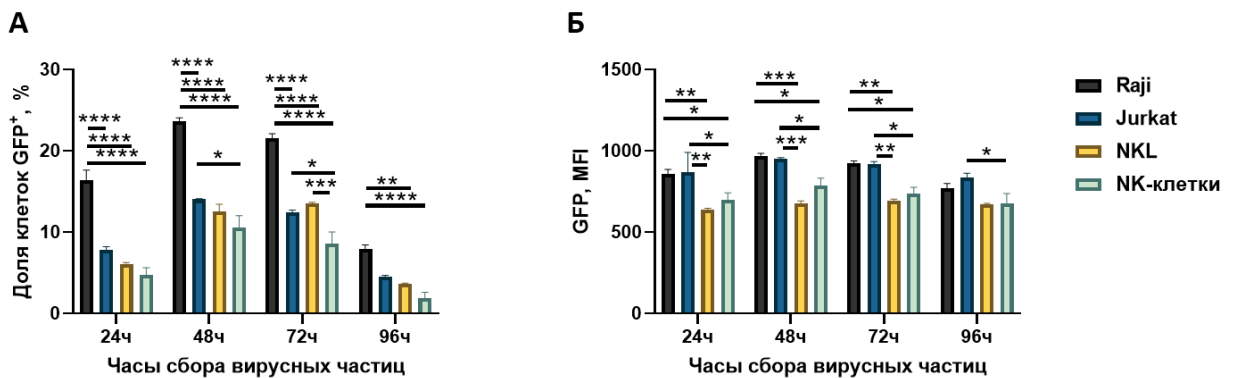 А
Доля клеток GFP⁺, %
30
20
10
0
****
****
****
****
****
****
*
****
****
****
*
***
**
****
24ч
48ч
72ч
96ч
Часы сбора вирусных частиц
Б
GFP, MFI
1500
1000
500
0
**
*
*
**
***
*
*
***
**
*
*
**
*
24ч
48ч
72ч
96ч
Часы сбора вирусных частиц
Raji
Jurkat
NKL
NK-клетки